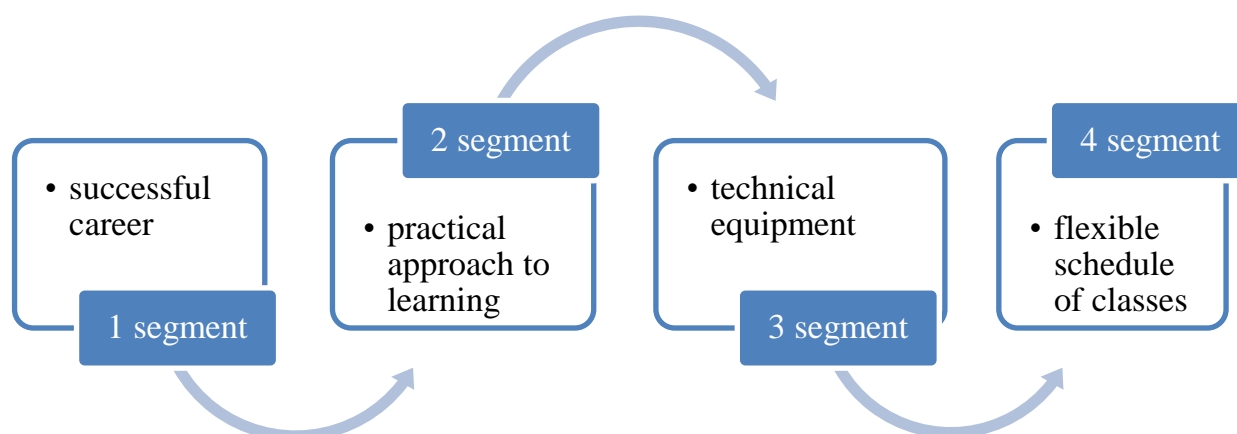 • successful
career
1 segment
2 segment
• practical
approach to
learning
• technical
equipment
3 segment
4 segment
• flexible
schedule
of classes